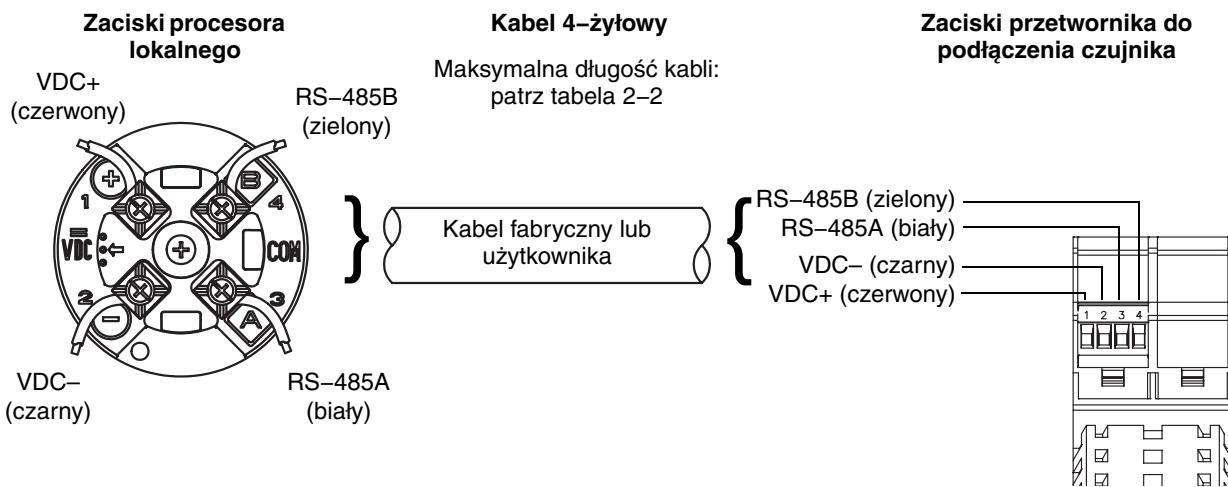 Zaciski procesora
lokalnego
Kabel 4–żyłowy
Zaciski przetwornika do
podłączenia czujnika
Maksymalna długość kabli:
patrz tabela 2–2
VDC+
(czerwony)
RS–485B
(zielony)
1
B
4
VDC
COM
2
3
A
VDC–
(czarny)
RS–485A
(biały)
Kabel fabryczny lub
użytkownika
RS–485B (zielony)
RS–485A (biały)
VDC– (czarny)
VDC+ (czerwony)
1 2 3 4